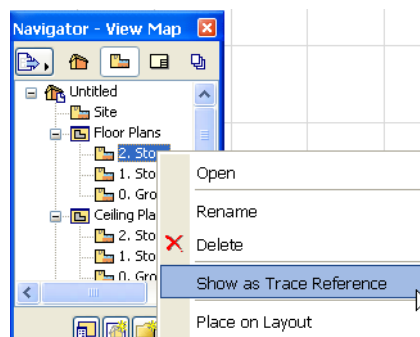 Navigator - View Map
Untitled
Site
Floor Plans
2. Sto
1. Sto
0. Gro
Ceiling Pla
2. Sto
1. Sto
0. Gro
Open
Rename
Delete
Show as Trace Reference
Place on Layout